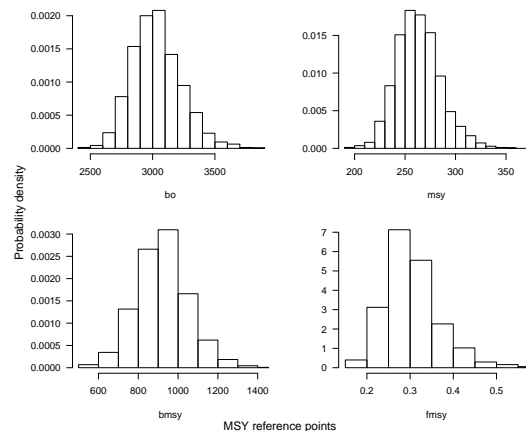 0.0020
0.0015
0.0010
0.0005
0.0000
2500 3000 3500
bo
0.015
0.010
0.005
0.000
200 250 300 350
msy
Probability density
0.0030
0.0025
0.0020
0.0015
0.0010
0.0005
0.0000
600 800 1000 1200 1400
bmsy
7
6
5
4
3
2
1
0
0.2 0.3 0.4 0.5
fmsy
MSY reference points